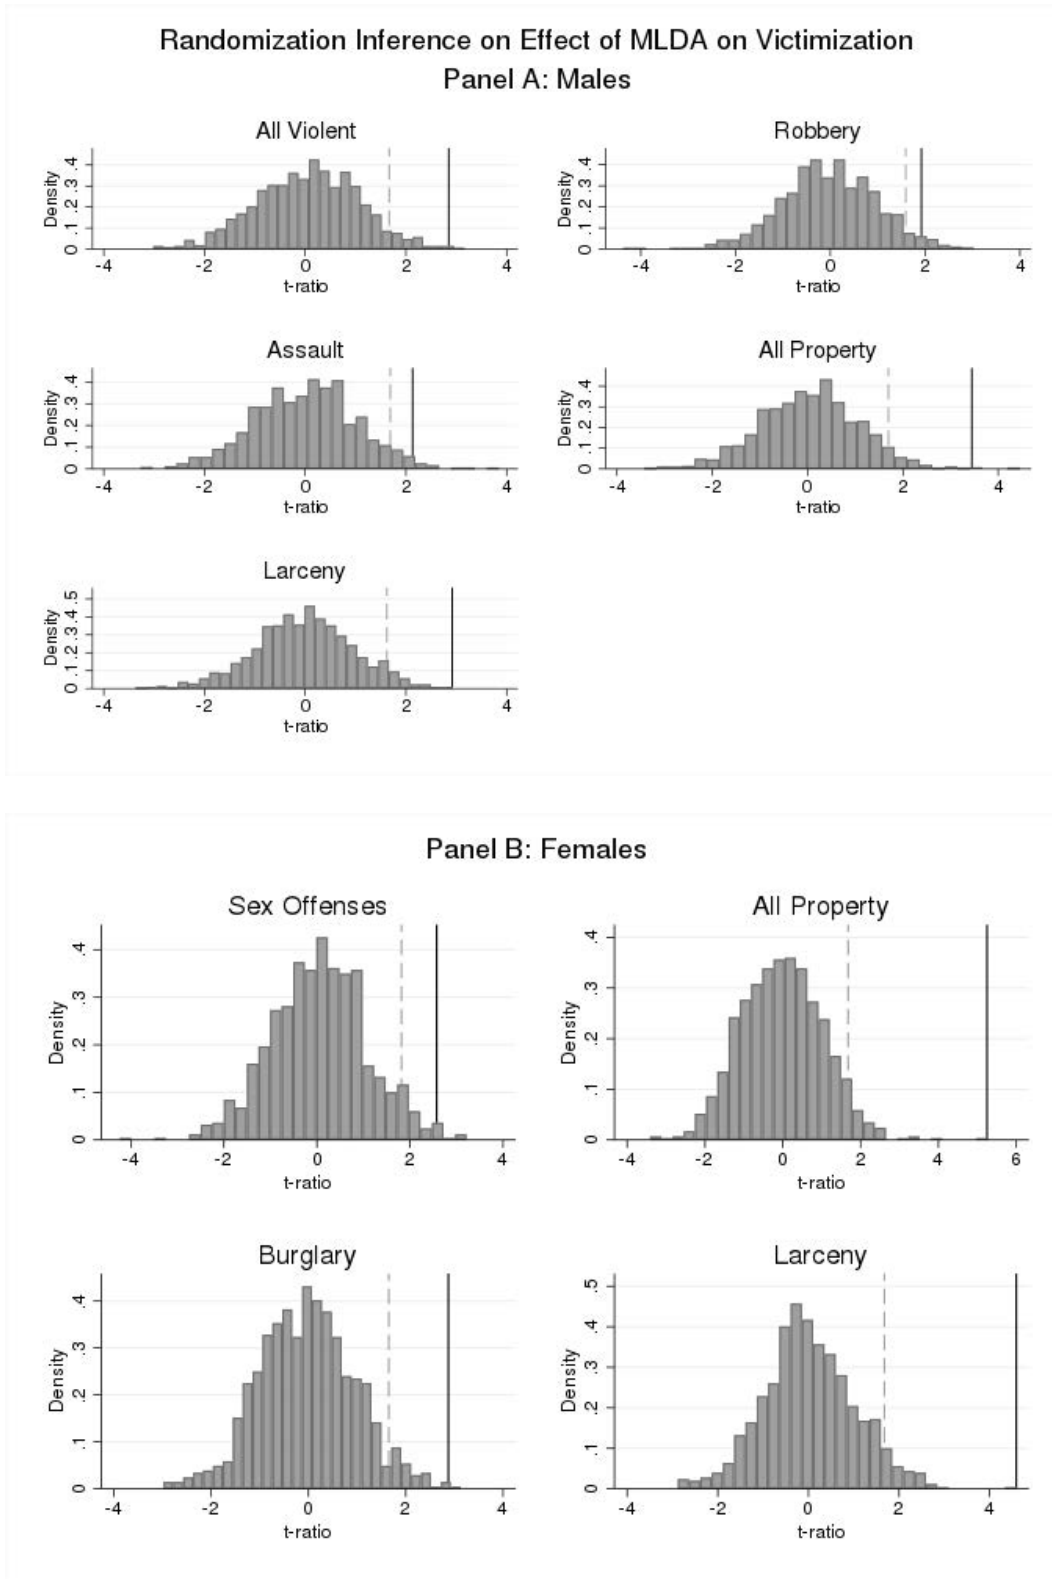 Randomization Inference on Effect of MLDA on Victimization
Panel A: Males
All Violent
Density
0 .1 .2 .3 .4
-4 -2 0 2 4
t-ratio
Robbery
Density
0 .1 .2 .3 .4
-4 -2 0 2 4
t-ratio
Assault
Density
0 .1 .2 .3 .4
-4 -2 0 2 4
t-ratio
All Property
Density
0 .1 .2 .3 .4
-4 -2 0 2 4
t-ratio
Larceny
Density
0 .1 .2 .3 .4 .5
-4 -2 0 2 4
t-ratio
Panel B: Females
Sex Offenses
Density
0 .1 .2 .3 .4
-4 -2 0 2 4
t-ratio
All Property
Density
0 .1 .2 .3 .4
-4 -2 0 2 4 6
t-ratio
Burglary
Density
0 .1 .2 .3 .4
-4 -2 0 2 4
t-ratio
Larceny
Density
0 .1 .2 .3 .4 .5
-4 -2 0 2 4
t-ratio